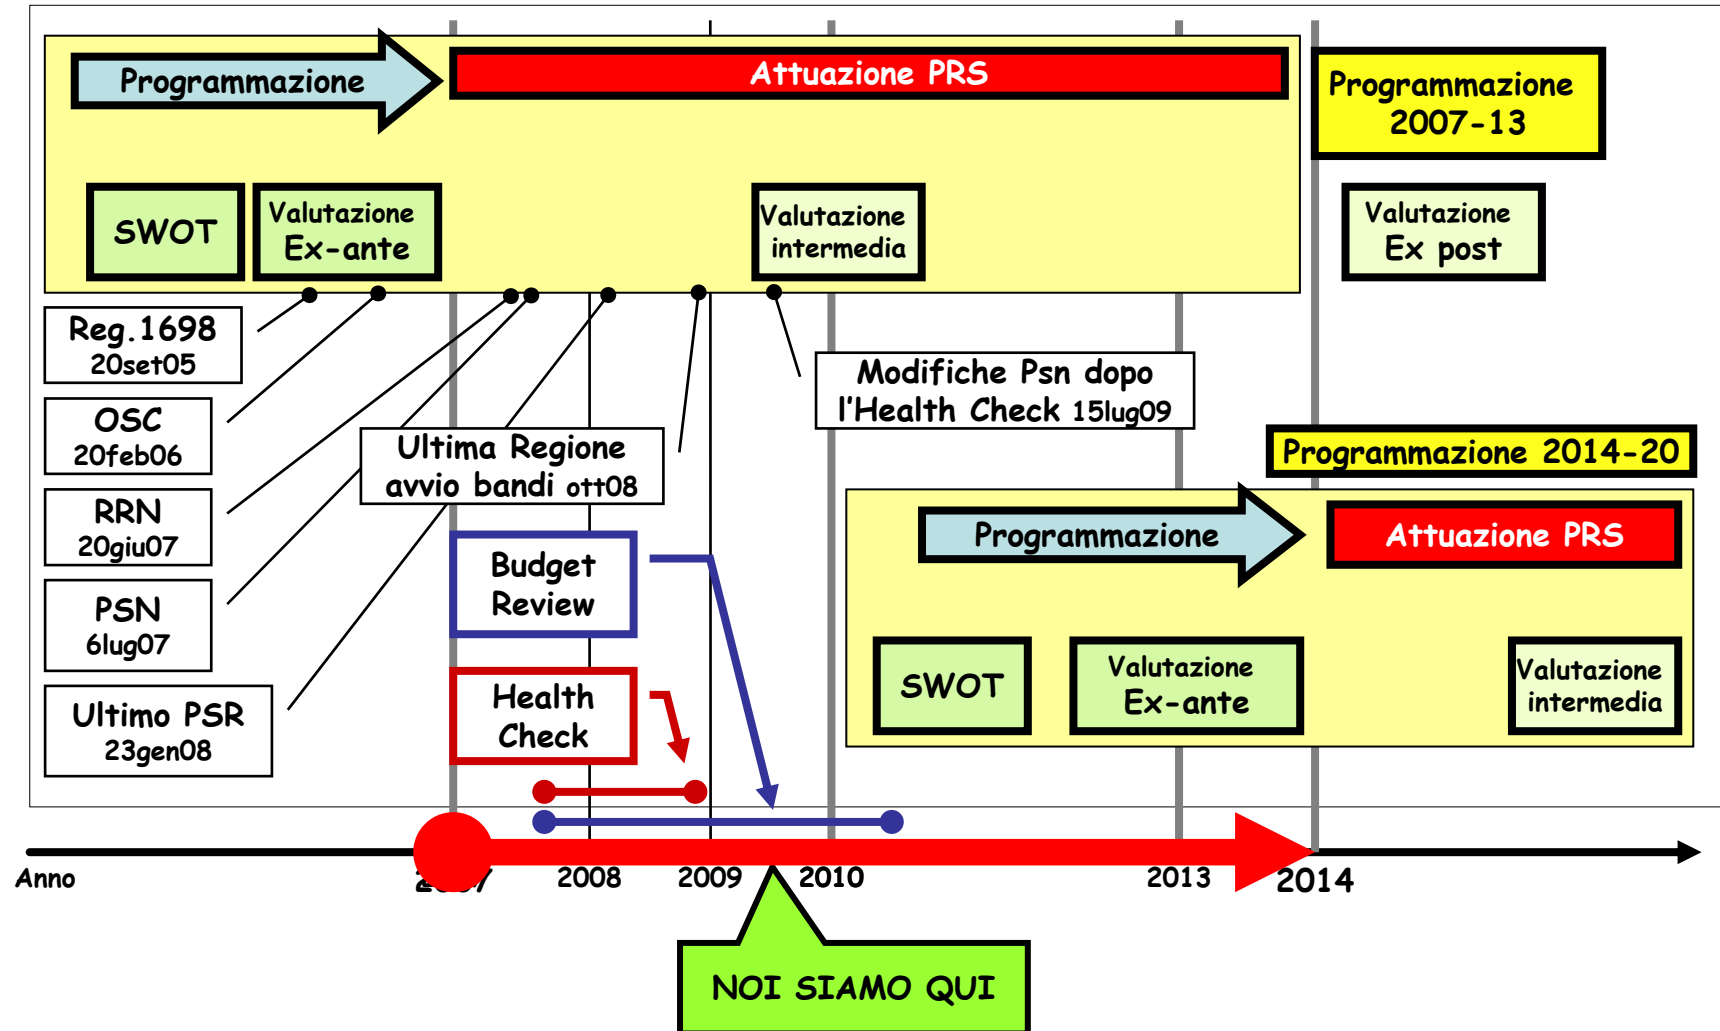 Programmazione
Attuazione PRS
Programmazione
2007-13
SWOT
Valutazione
Ex-ante
Valutazione
intermedia
Valutazione
Ex post
Reg.1698
20set05
OSC
20feb06
RRN
20giu07
PSN
6lug07
Ultimo PSR
23gen08
Ultima Regione
avvio bandi ott08
Modifiche Psn dopo
l'Health Check 15lug09
Budget
Review
Health
Check
Programmazione 2014-20
Programmazione
Attuazione PRS
SWOT
Valutazione
Ex-ante
Valutazione
intermedia
Anno
2008
2009
2010
2013
2014
NOI SIAMO QUI